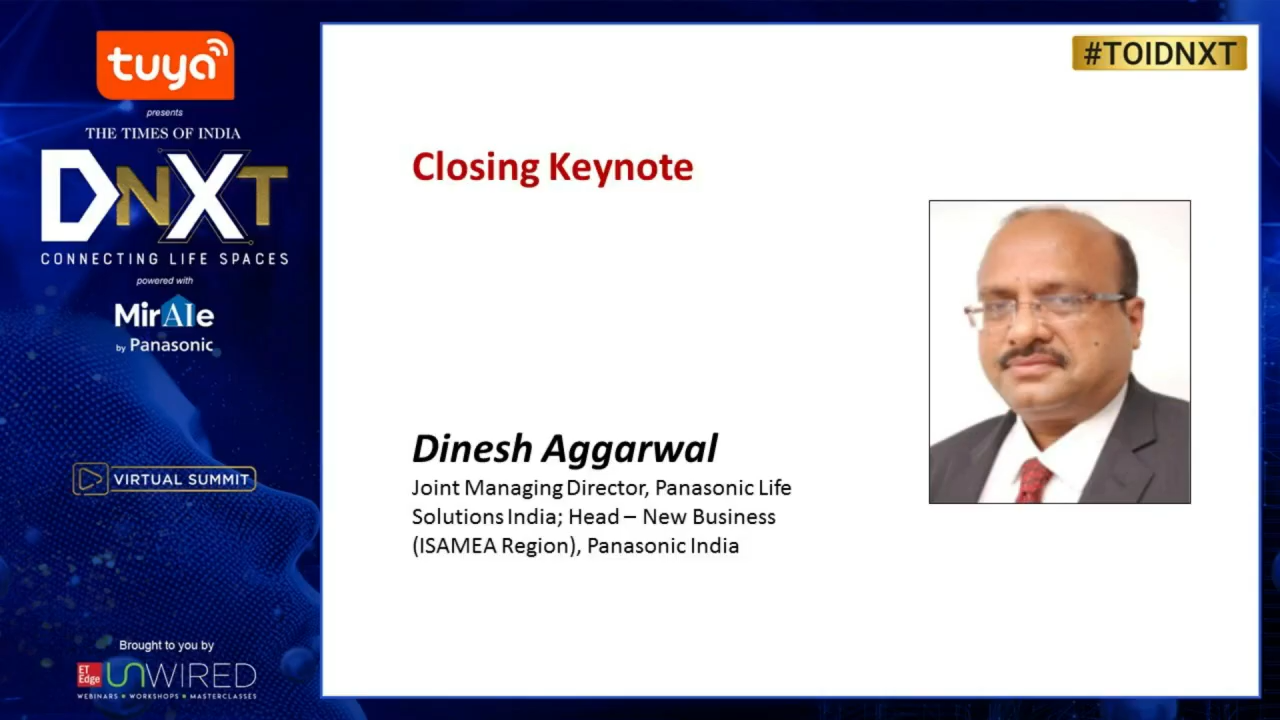 tuya
presents
THE TIMES OF INDIA
DNXT
CONNECTING LIFE SPACES
powered with
MirAIe
by Panasonic
VIRTUAL SUMMIT
Brought to you by
ET Edge UNWIRED
WEBINARS • WORKSHOPS • MASTERCLASSES
#TOIDNXT
Closing Keynote
Dinesh Aggarwal
Joint Managing Director, Panasonic Life
Solutions India; Head – New Business
(ISAMEA Region), Panasonic India